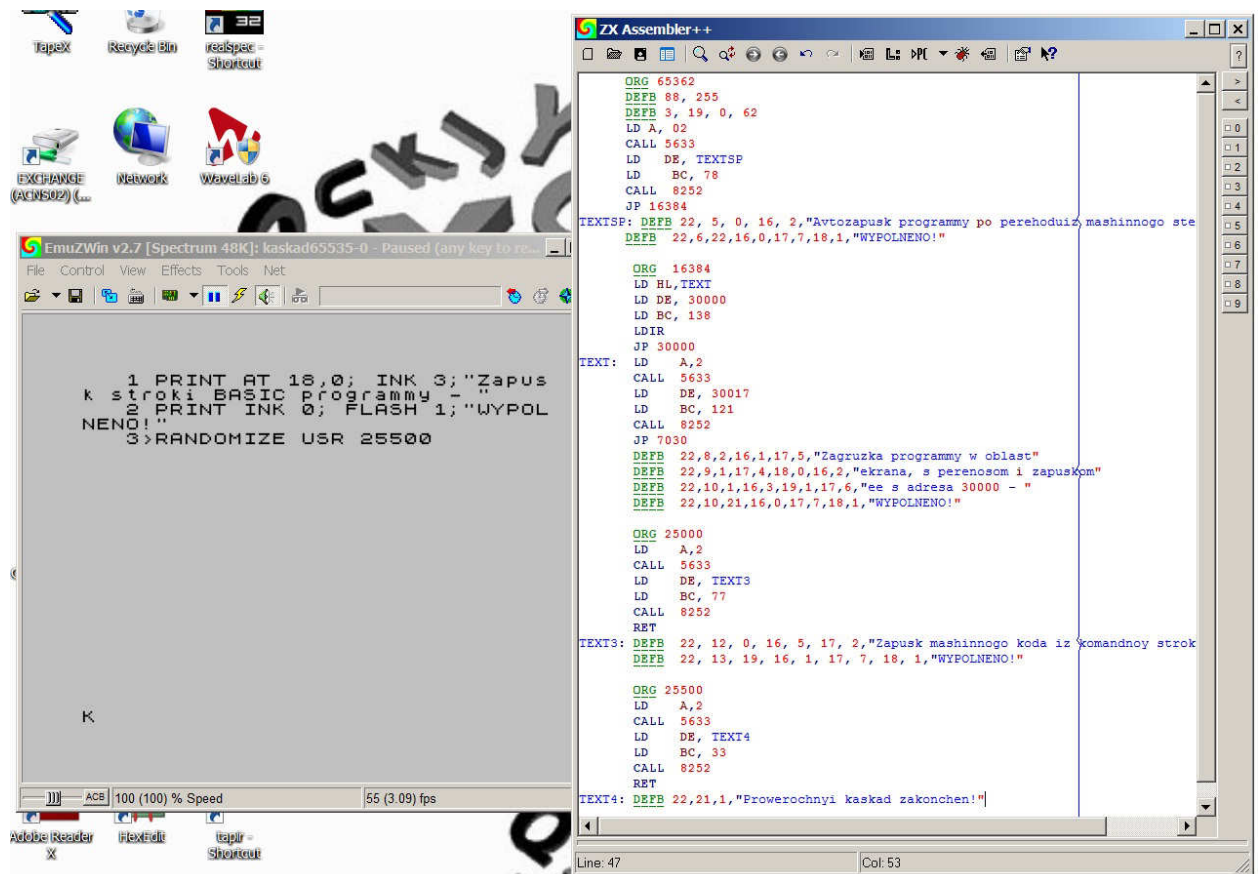 TapeX
Recycle Bin
realspec -
Shortcut
EXCHANGE
(ACNS02) (...
Network
WaveLab 6
EmuZWin v2.7 [Spectrum 48K]: kaskad65535-0 - Paused (any key to re...
File Control View Effects Tools Net
1 PRINT AT 18,0; INK 3;"Zapus
k stroki BASIC programmy - "
2 PRINT INK 0; FLASH 1;"WYPOL
NENO!"
3>RANDOMIZE USR 25500
K
ACB 100 (100) % Speed 55 (3.09) fps
Adobe Reader
X
HexEdit
tapir -
Shortcut
ZX Assembler++
ORG 65362
DEFB 88, 255
DEFB 3, 19, 0, 62
LD A, 02
CALL 5633
LD DE, TEXTSP
LD BC, 78
CALL 8252
JP 16384
TEXTSP: DEFB 22, 5, 0, 16, 2,"Avtozapusk programmy po perehoduiz mashinnogo ste
DEFB 22,6,22,16,0,17,7,18,1,"WYPOLNENO!"
ORG 16384
LD HL,TEXT
LD DE, 30000
LD BC, 138
LDIR
JP 30000
TEXT: LD A,2
CALL 5633
LD DE, 30017
LD BC, 121
CALL 8252
JP 7030
DEFB 22,8,2,16,1,17,5,"Zagruzka programmy w oblast"
DEFB 22,9,1,17,4,18,0,16,2,"ekrana, s perenosom i zapuskom"
DEFB 22,10,1,16,3,19,1,17,6,"ee s adresa 30000 - "
DEFB 22,10,21,16,0,17,7,18,1,"WYPOLNENO!"
ORG 25000
LD A,2
CALL 5633
LD DE, TEXT3
LD BC, 77
CALL 8252
RET
TEXT3: DEFB 22, 12, 0, 16, 5, 17, 2,"Zapusk mashinnogo koda iz komandnoy strok
DEFB 22, 13, 19, 16, 1, 17, 7, 18, 1,"WYPOLNENO!"
ORG 25500
LD A,2
CALL 5633
LD DE, TEXT4
LD BC, 33
CALL 8252
RET
TEXT4: DEFB 22,21,1,"Prowerochnyi kaskad zakonchen!"
Line: 47 Col: 53
>
<
0
1
2
3
4
5
6
7
8
9